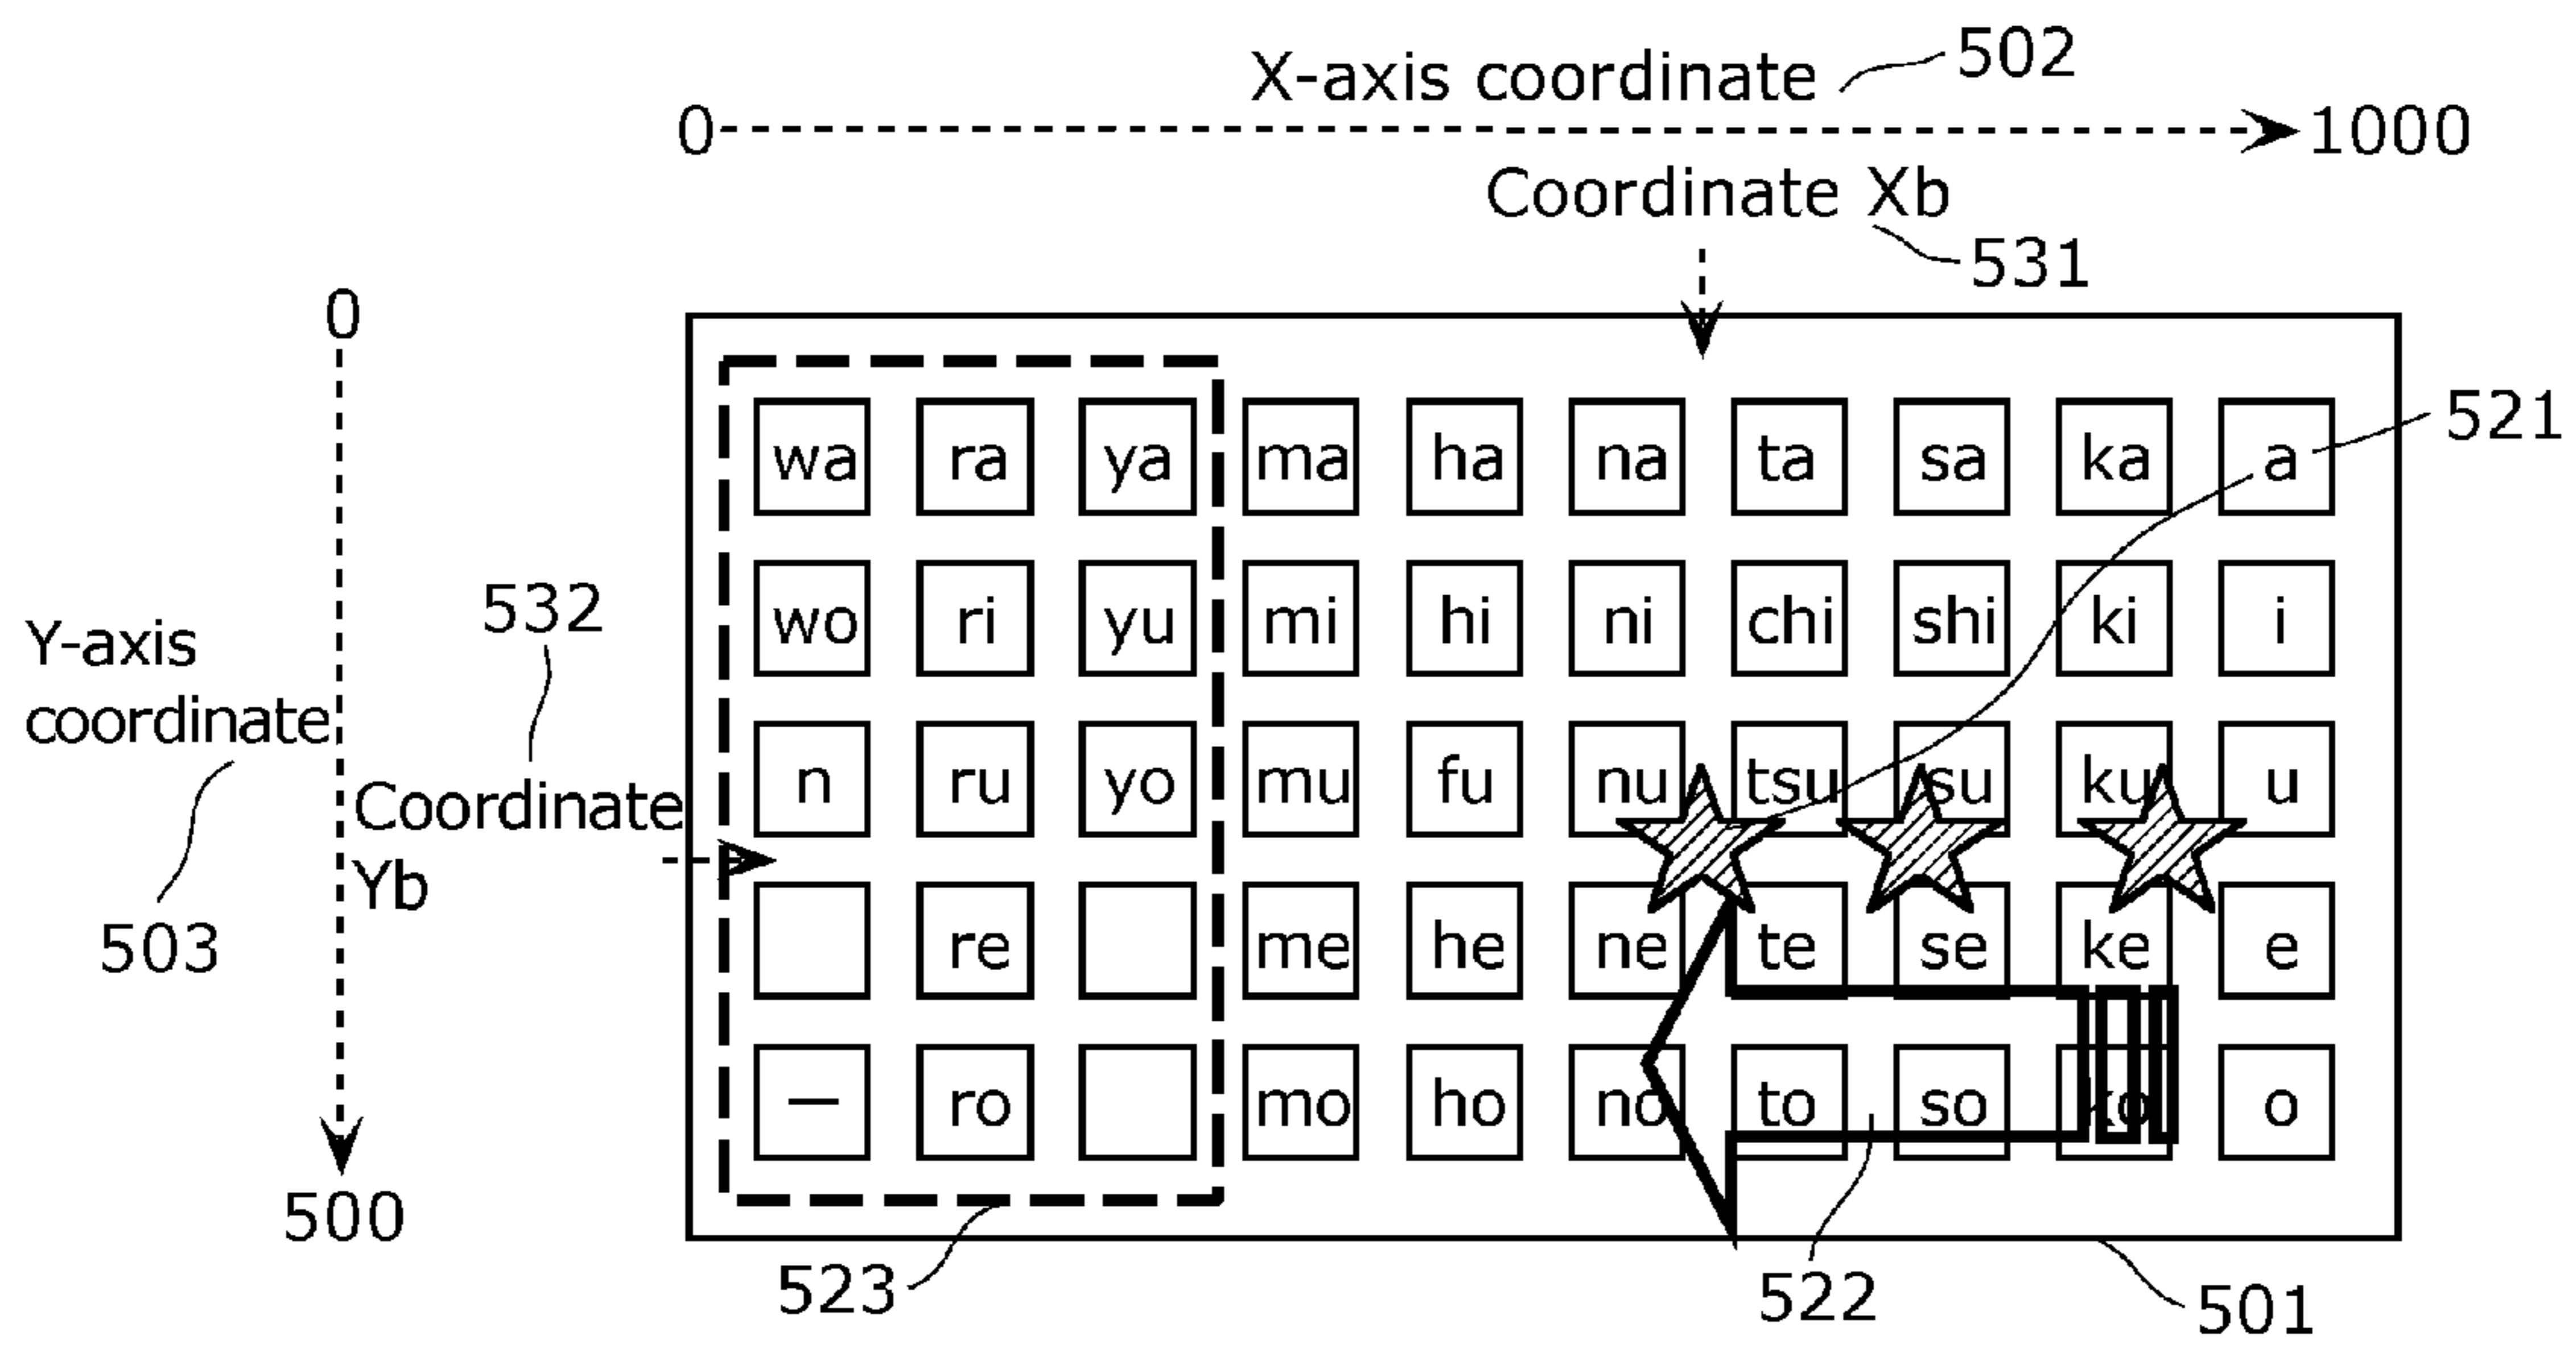 X-axis coordinate 502
0 1000
Coordinate Xb
531
0
521
wa ra ya ma ha na ta sa ka a
532
wo ri yu mi hi ni chi shi ki i
Y-axis
coordinate
503
Coordinate
Yb
n ru yo mu fu nu tsu su ku u
re me he ne te se ke e
— ro mo ho no to so ko o
500
523
522
501